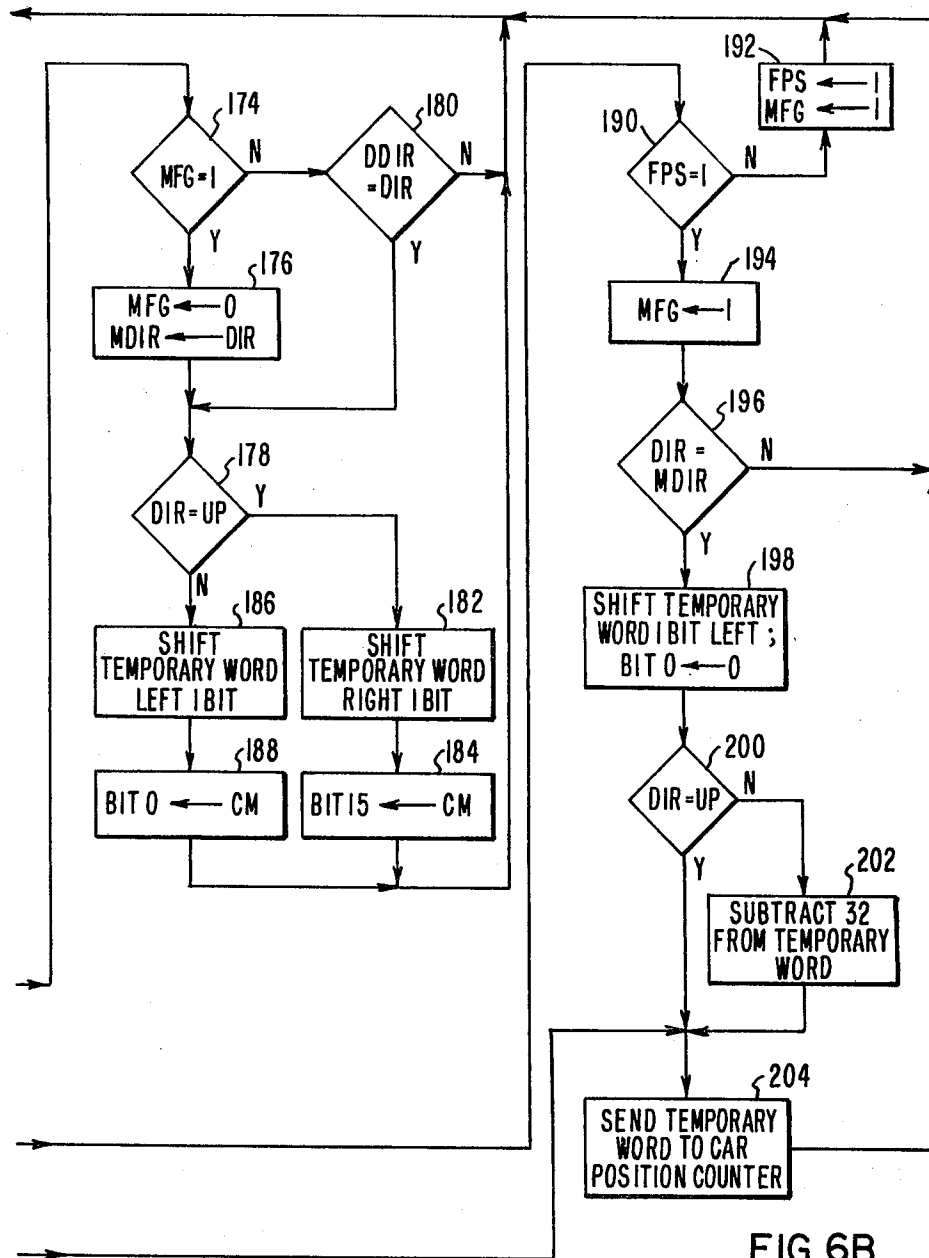 174
MFG=1
N
Y
180
DDIR
=DIR
N
Y
176
MFG ← 0
MDIR ← DIR
178
DIR=UP
Y
N
186
SHIFT
TEMPORARY WORD
LEFT 1 BIT
182
SHIFT
TEMPORARY WORD
RIGHT 1 BIT
188
BIT 0 ← CM
184
BIT 15 ← CM
192
FPS ← 1
MFG ← 1
190
FPS=1
N
Y
194
MFG ← 1
196
DIR =
MDIR
N
Y
198
SHIFT TEMPORARY
WORD 1 BIT LEFT ;
BIT 0 ← 0
200
DIR=UP
N
Y
202
SUBTRACT 32
FROM TEMPORARY
WORD
204
SEND TEMPORARY
WORD TO CAR
POSITION COUNTER
FIG. 6B